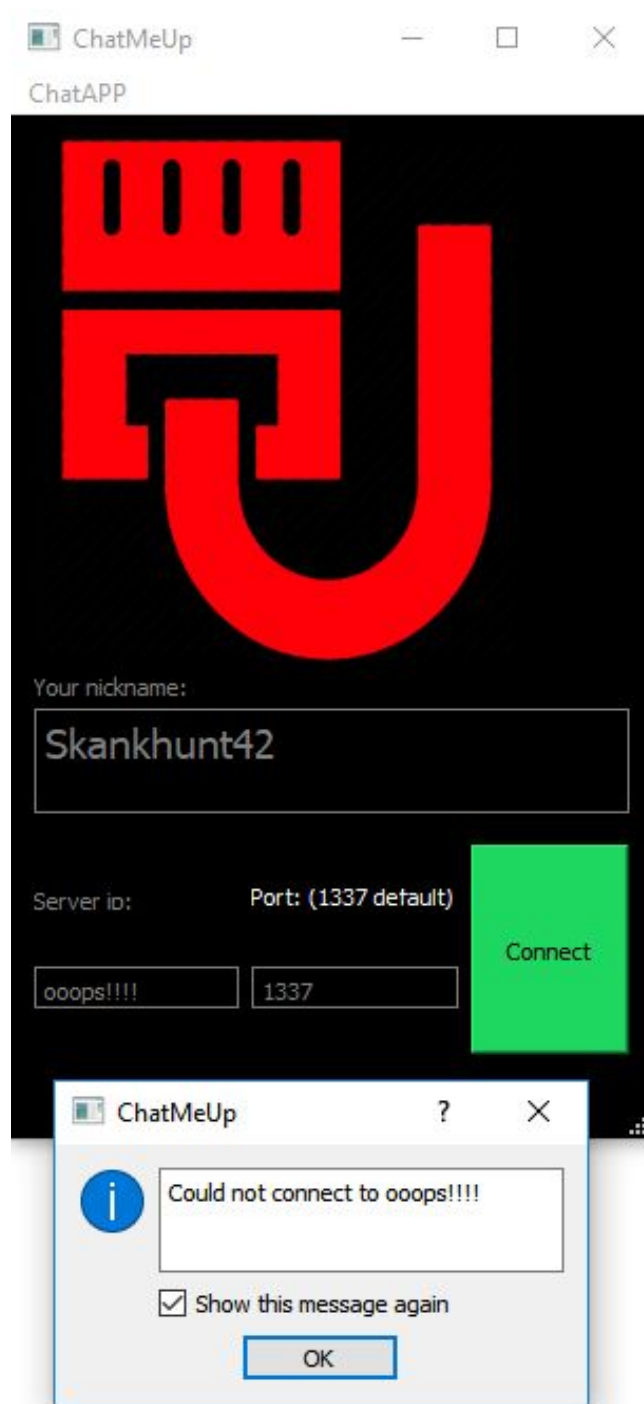 ChatMeUp
ChatAPP
Your nickname:
Skankhunt42
Server ip:
Port: (1337 default)
Connect
ooops!!!!
1337
ChatMeUp
?
Could not connect to ooops!!!!
Show this message again
OK